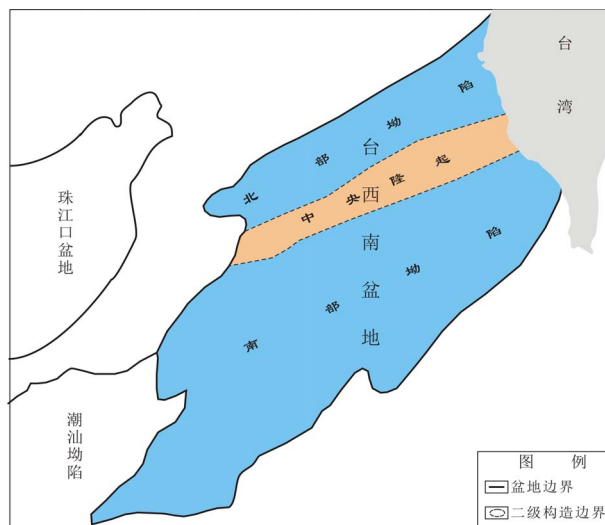 台湾
北部坳陷
中央隆起
台西南盆地
南部坳陷
珠江口盆地
潮汕坳陷
图 例
盆地边界
二级构造边界